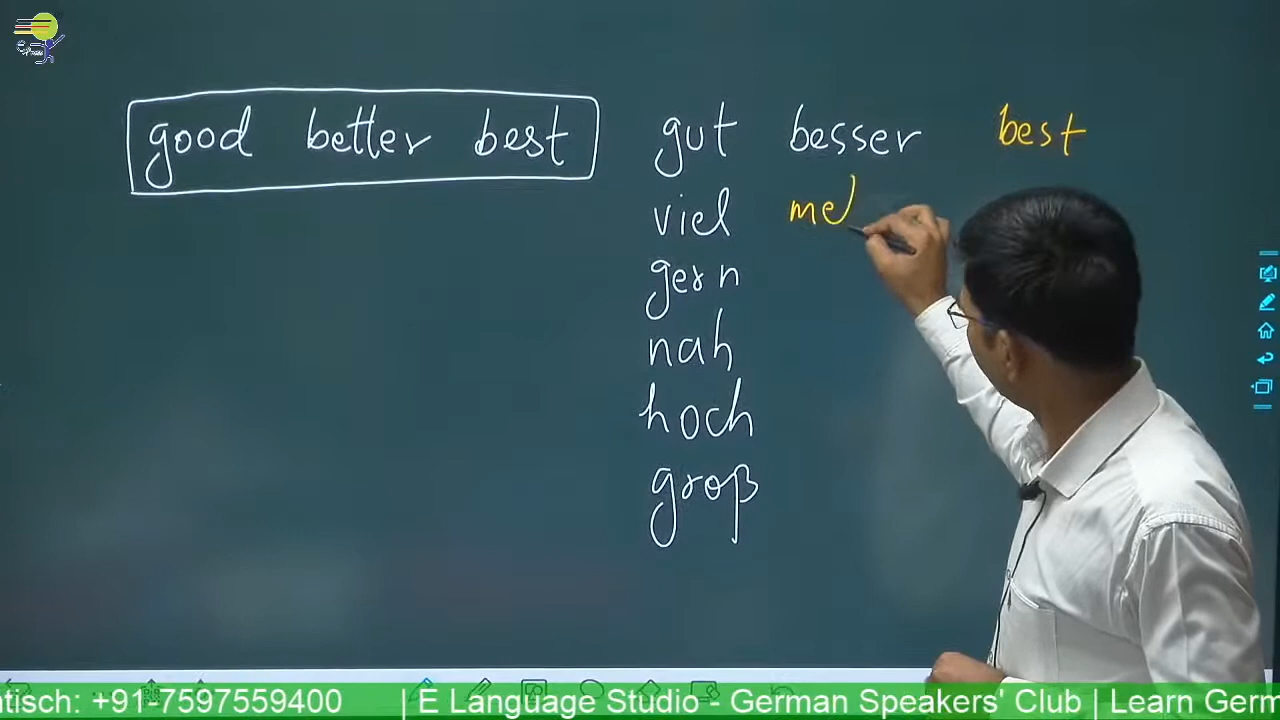 good better best gut besser best
viel me
gern
nah
hoch
groß
tisch: +91 7597559400 | E Language Studio - German Speakers' Club | Learn Germ